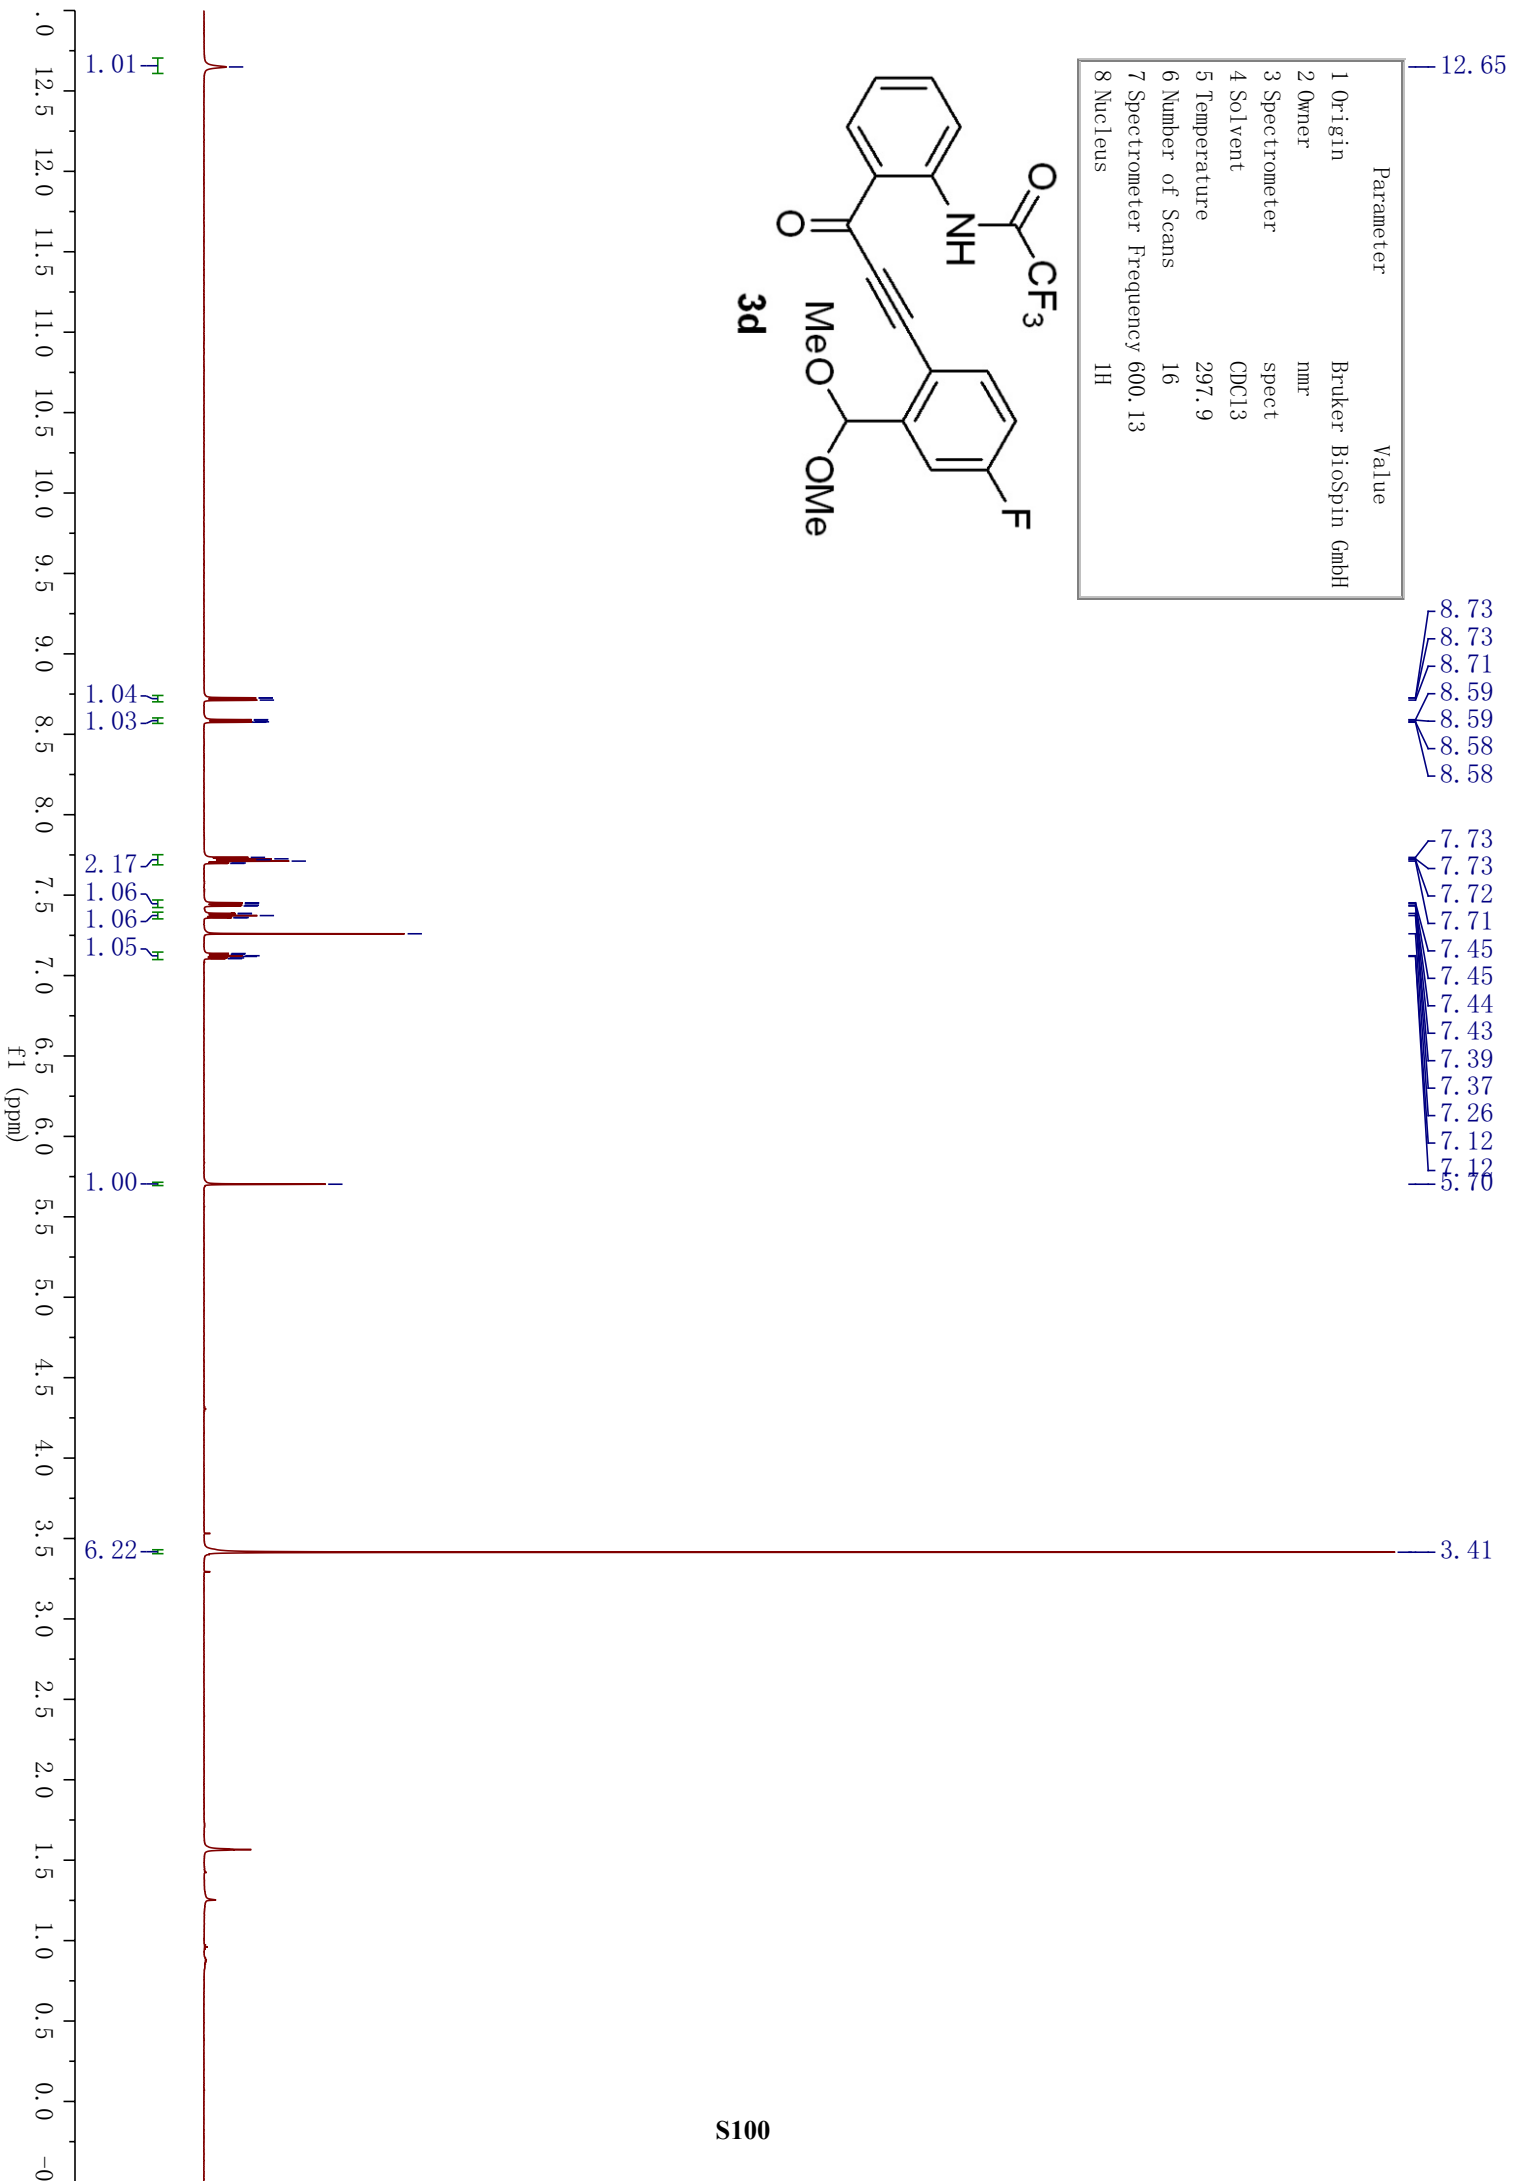 Parameter Value
1 Origin Bruker BioSpin GmbH
2 Owner nmr
3 Spectrometer spect
4 Solvent CDCl3
5 Temperature 297.9
6 Number of Scans 16
7 Spectrometer Frequency 600.13
8 Nucleus 1H
12.65
8.73
8.73
8.71
8.59
8.59
8.58
8.58
7.73
7.73
7.72
7.71
7.45
7.45
7.44
7.43
7.39
7.37
7.26
7.12
7.12
5.70
3.41
O
CF3
NH
O
F
MeO
OMe
3d
1.01
1.04
1.03
2.17
1.06
1.06
1.05
1.00
6.22
.0 12.5 12.0 11.5 11.0 10.5 10.0 9.5 9.0 8.5 8.0 7.5 7.0 6.5 6.0 5.5 5.0 4.5 4.0 3.5 3.0 2.5 2.0 1.5 1.0 0.5 0.0 -0
f1 (ppm)
S100